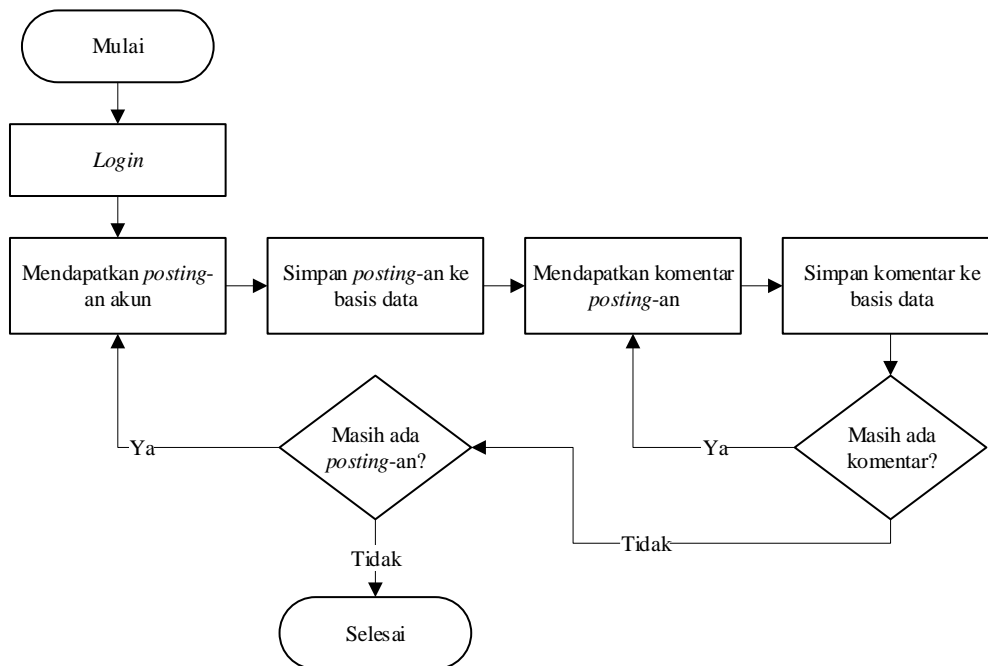 Mulai
Login
Mendapatkan posting-
an akun
Simpan posting-an ke
basis data
Mendapatkan komentar
posting-an
Simpan komentar ke
basis data
Masih ada
komentar?
Ya
Tidak
Masih ada
posting-an?
Ya
Tidak
Selesai